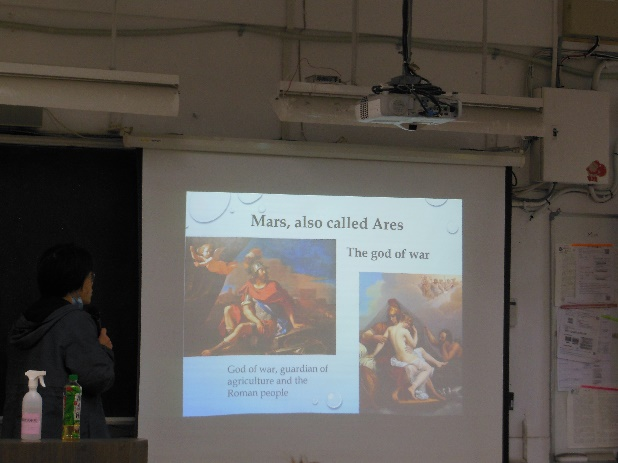 Mars, also called Ares
The god of war
God of war, guardian of
agriculture and the
Roman people